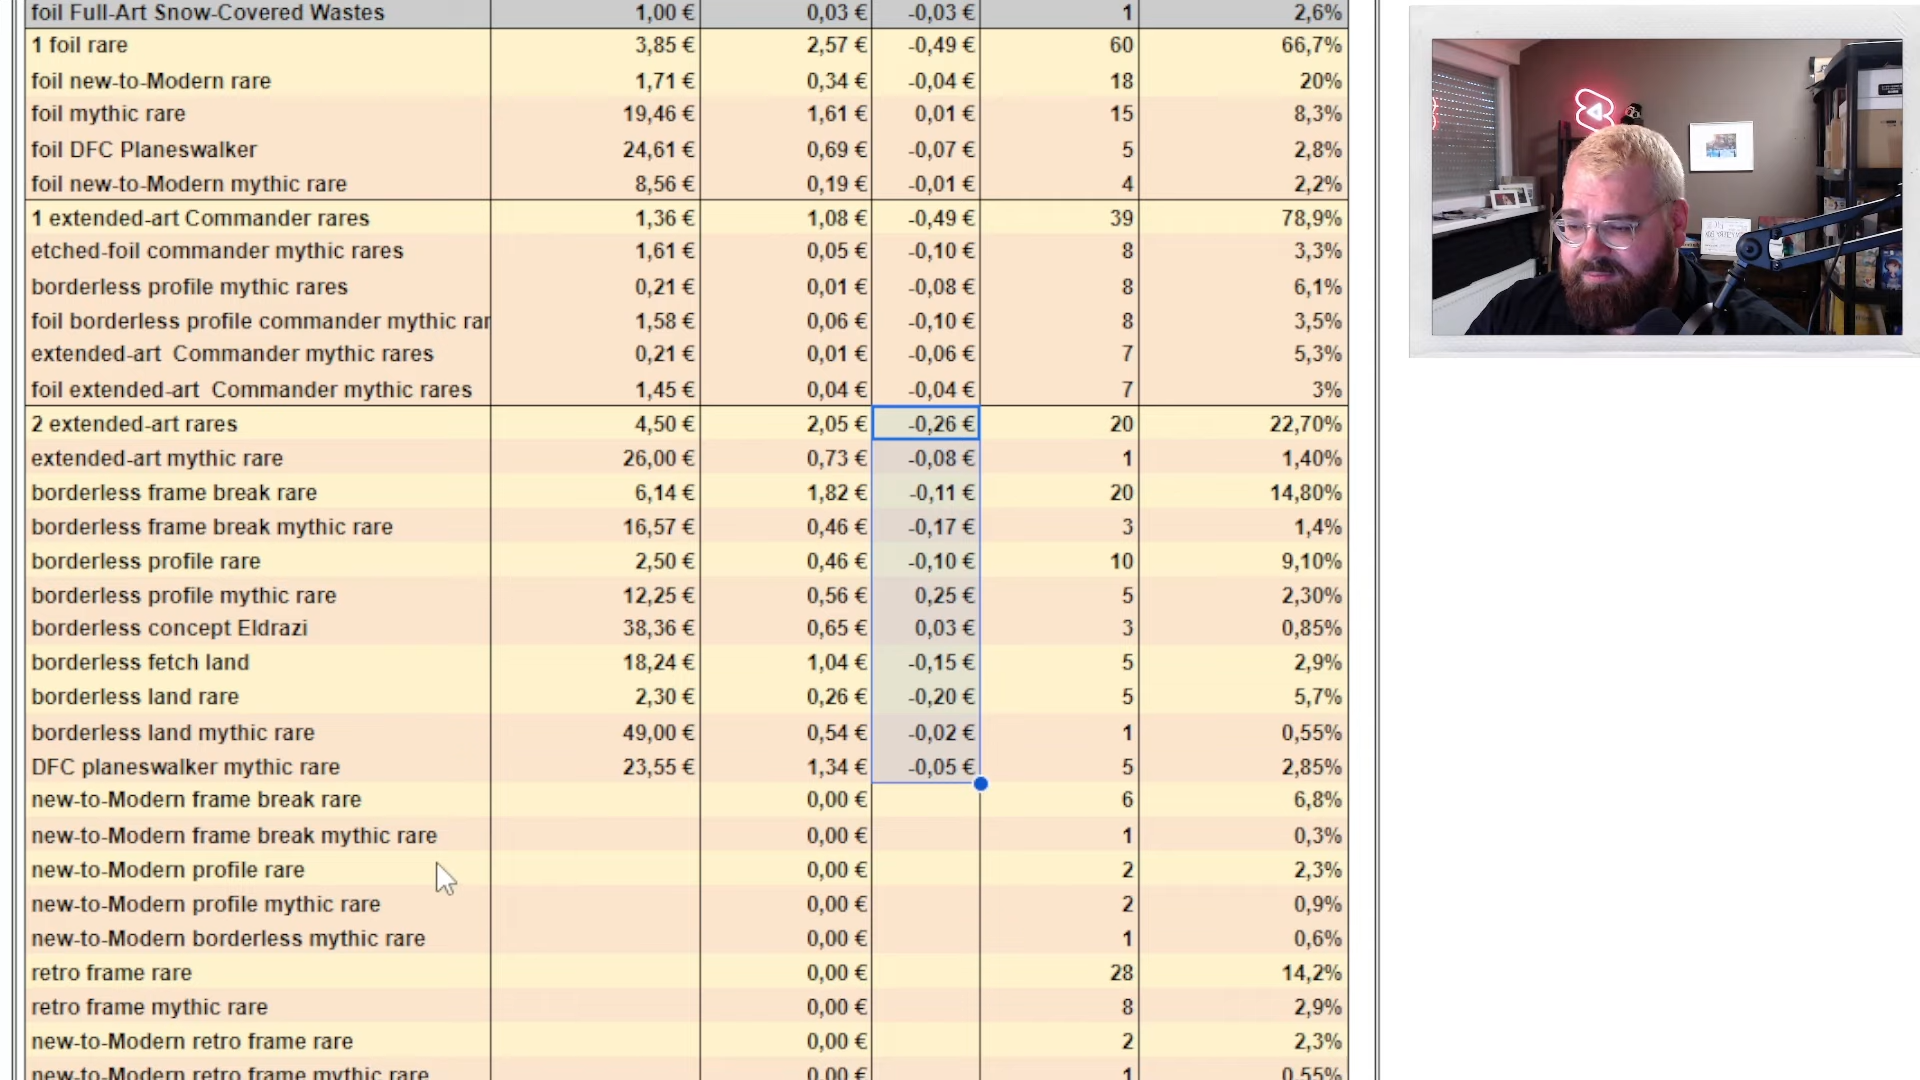 foil Full-Art Snow-Covered Wastes 1,00 € 0,03 € -0,03 € 1 2,6%
1 foil rare 3,85 € 2,57 € -0,49 € 60 66,7%
foil new-to-Modern rare 1,71 € 0,34 € -0,04 € 18 20%
foil mythic rare 19,46 € 1,61 € 0,01 € 15 8,3%
foil DFC Planeswalker 24,61 € 0,69 € -0,07 € 5 2,8%
foil new-to-Modern mythic rare 8,56 € 0,19 € -0,01 € 4 2,2%
1 extended-art Commander rares 1,36 € 1,08 € -0,49 € 39 78,9%
etched-foil commander mythic rares 1,61 € 0,05 € -0,10 € 8 3,3%
borderless profile mythic rares 0,21 € 0,01 € -0,08 € 8 6,1%
foil borderless profile commander mythic rar 1,58 € 0,06 € -0,10 € 8 3,5%
extended-art Commander mythic rares 0,21 € 0,01 € -0,06 € 7 5,3%
foil extended-art Commander mythic rares 1,45 € 0,04 € -0,04 € 7 3%
2 extended-art rares 4,50 € 2,05 € -0,26 € 20 22,70%
extended-art mythic rare 26,00 € 0,73 € -0,08 € 1 1,40%
borderless frame break rare 6,14 € 1,82 € -0,11 € 20 14,80%
borderless frame break mythic rare 16,57 € 0,46 € -0,17 € 3 1,4%
borderless profile rare 2,50 € 0,46 € -0,10 € 10 9,10%
borderless profile mythic rare 12,25 € 0,56 € 0,25 € 5 2,30%
borderless concept Eldrazi 38,36 € 0,65 € 0,03 € 3 0,85%
borderless fetch land 18,24 € 1,04 € -0,15 € 5 2,9%
borderless land rare 2,30 € 0,26 € -0,20 € 5 5,7%
borderless land mythic rare 49,00 € 0,54 € -0,02 € 1 0,55%
DFC planeswalker mythic rare 23,55 € 1,34 € -0,05 € 5 2,85%
new-to-Modern frame break rare 0,00 € 6 6,8%
new-to-Modern frame break mythic rare 0,00 € 1 0,3%
new-to-Modern profile rare 0,00 € 2 2,3%
new-to-Modern profile mythic rare 0,00 € 2 0,9%
new-to-Modern borderless mythic rare 0,00 € 1 0,6%
retro frame rare 0,00 € 28 14,2%
retro frame mythic rare 0,00 € 8 2,9%
new-to-Modern retro frame rare 0,00 € 2 2,3%
new-to-Modern retro frame mythic rare 0,00 € 1 0,55%